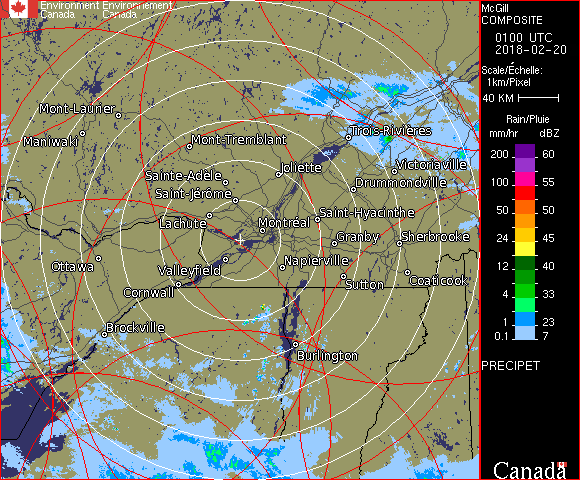 Environment Environnement
Canada Canada
McGill
COMPOSITE
0100 UTC
2018-02-20
Scale/Échelle:
1km/Pixel
40 KM
Rain/Pluie
mm/hr dBZ
200 60
150 57
100 55
50 50
24 45
12 40
4 33
1 23
0.1 7
PRECIPET
Canada
Mont-Laurier
Maniwaki
Mont-Tremblant
Trois-Rivières
Sainte-Adèle
Joliette
Victoriaville
Saint-Jérôme
Drummondville
Lachute
Montréal
Saint-Hyacinthe
Granby
Sherbrooke
Ottawa
Valleyfield
Napierville
Cornwall
Sutton
Coaticook
Brockville
Burlington